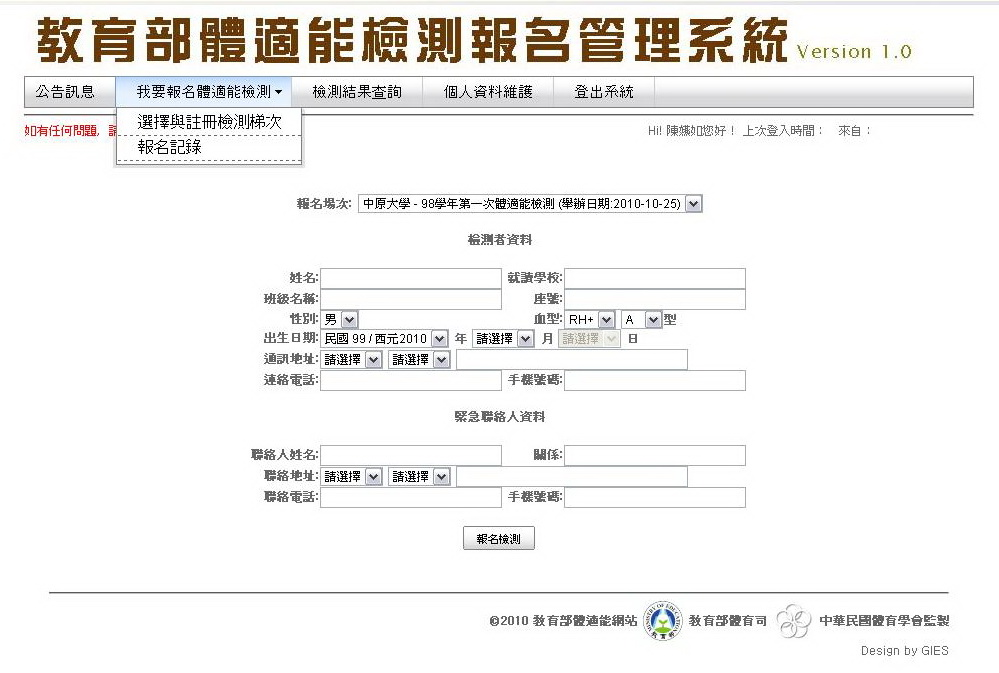 教育部體適能檢測報名管理系統 Version 1.0
公告訊息 我要報名體適能檢測 檢測結果查詢 個人資料維護 登出系統
選擇與註冊檢測梯次
如有任何問題, Hi! 陳 如您好! 上次登入時間: 來自:
報名記錄
報名場次: 中原大學 - 98學年第一次體適能檢測 (舉辦日期:2010-10-25)
檢測者資料
姓名: 就讀學校:
班級名稱: 座號:
性別: 男 血型: RH+ A 型
出生日期: 民國 99 / 西元2010 年 請選擇 月 請選擇 日
通訊地址: 請選擇 請選擇
連絡電話: 手機號碼:
緊急聯絡人資料
聯絡人姓名: 關係:
聯絡地址: 請選擇 請選擇
聯絡電話: 手機號碼:
報名檢測
©2010 教育部體適能網站 教育部體育司 中華民國體育學會監製
Design by GIES